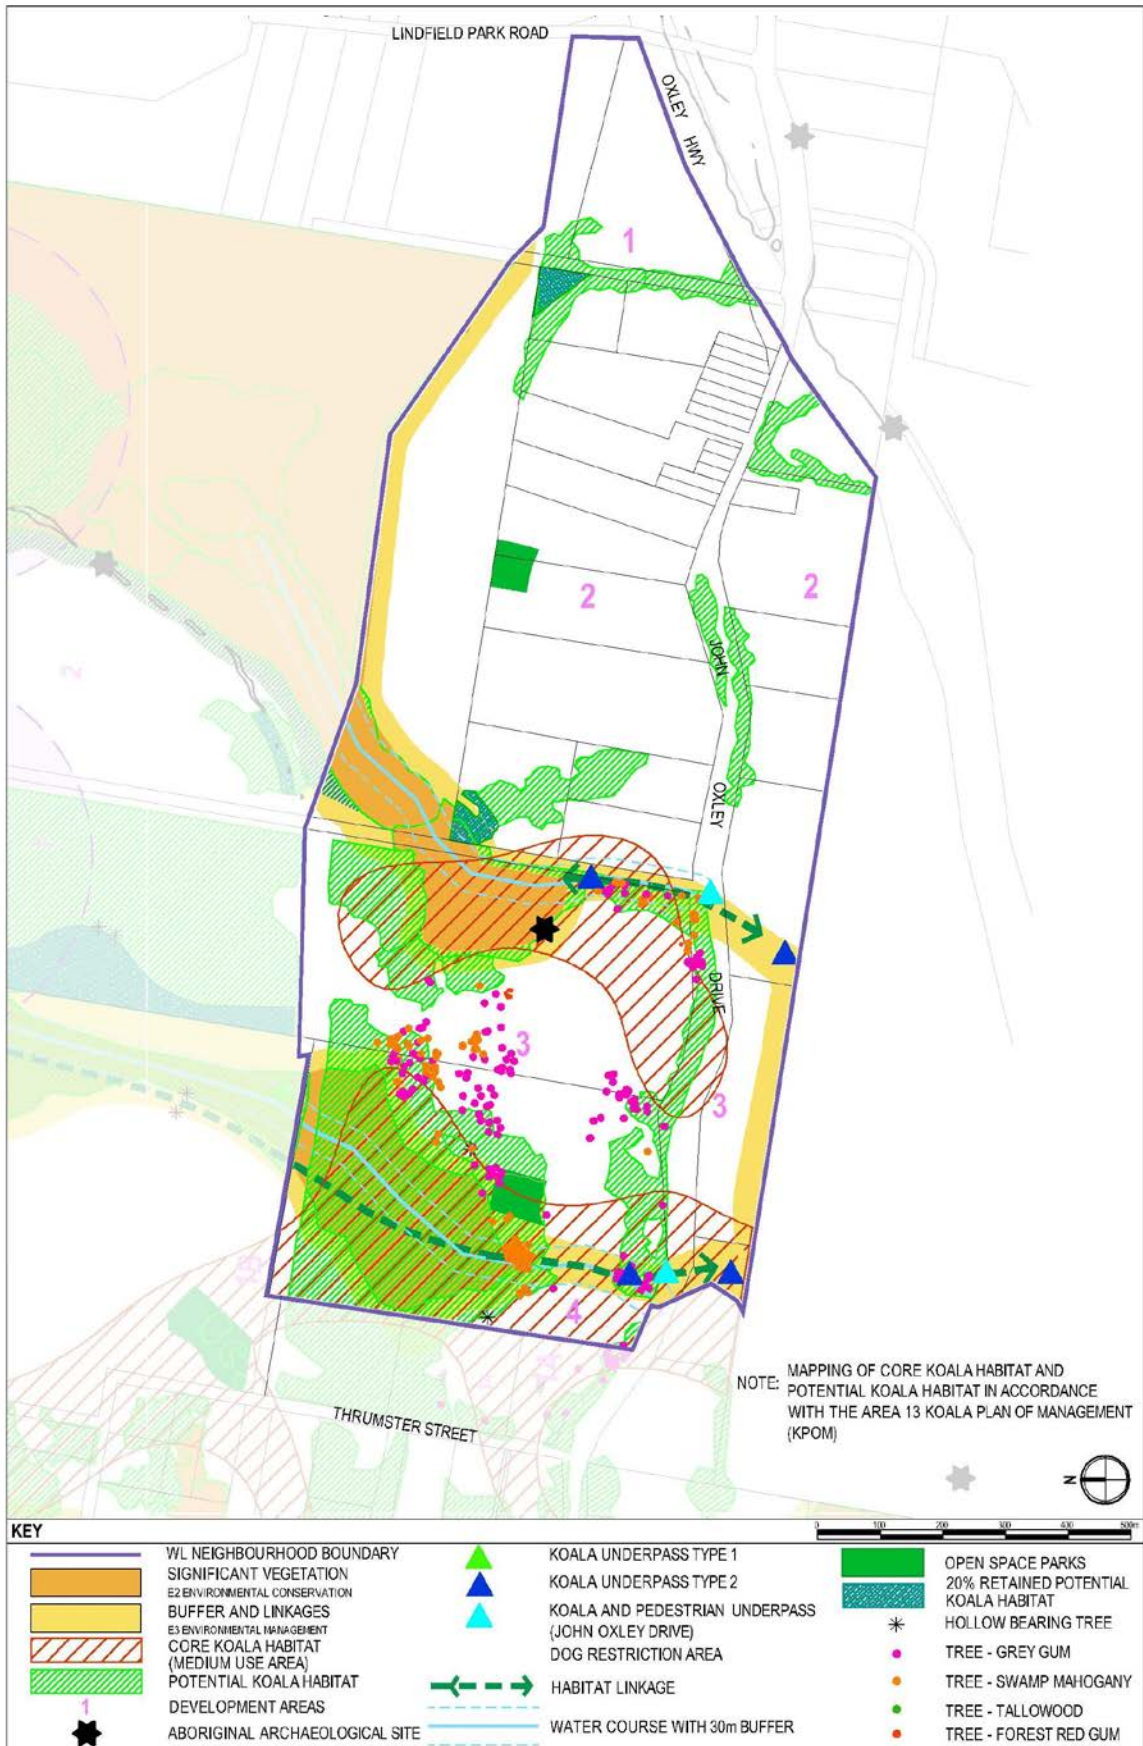 LINDFIELD PARK ROAD
OXLEY HWY
1
2
2
JOHN
OXLEY
DRIVE
3
3
4
THRUMSTER STREET
NOTE: MAPPING OF CORE KOALA HABITAT AND
POTENTIAL KOALA HABITAT IN ACCORDANCE
WITH THE AREA 13 KOALA PLAN OF MANAGEMENT
(KPOM)
N
KEY
0 100 200 300 400 500m
WL NEIGHBOURHOOD BOUNDARY
SIGNIFICANT VEGETATION
E2 ENVIRONMENTAL CONSERVATION
BUFFER AND LINKAGES
E3 ENVIRONMENTAL MANAGEMENT
CORE KOALA HABITAT
(MEDIUM USE AREA)
POTENTIAL KOALA HABITAT
1 DEVELOPMENT AREAS
ABORIGINAL ARCHAEOLOGICAL SITE
KOALA UNDERPASS TYPE 1
KOALA UNDERPASS TYPE 2
KOALA AND PEDESTRIAN UNDERPASS
(JOHN OXLEY DRIVE)
DOG RESTRICTION AREA
HABITAT LINKAGE
WATER COURSE WITH 30m BUFFER
OPEN SPACE PARKS
20% RETAINED POTENTIAL
KOALA HABITAT
HOLLOW BEARING TREE
TREE - GREY GUM
TREE - SWAMP MAHOGANY
TREE - TALLOWOOD
TREE - FOREST RED GUM